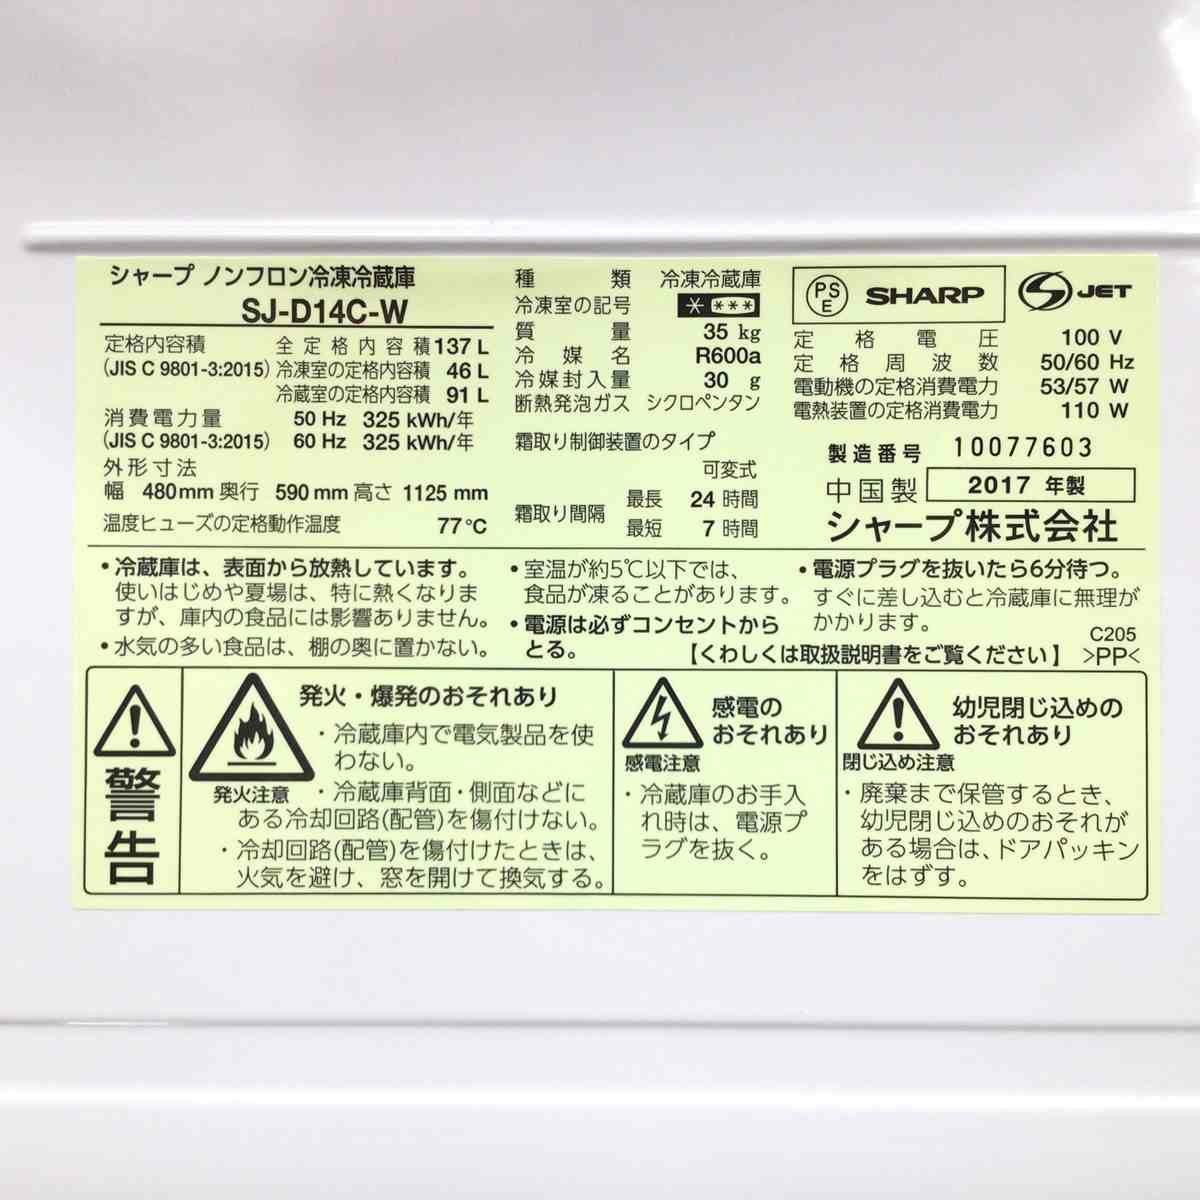 シャープ ノンフロン冷凍冷蔵庫
SJ-D14C-W
定格内容積 全定格内容積 137 L
(JIS C 9801-3:2015) 冷凍室の定格内容積 46 L
冷蔵室の定格内容積 91 L
消費電力量 50 Hz 325 kWh/年
(JIS C 9801-3:2015) 60 Hz 325 kWh/年
外形寸法
幅 480mm 奥行 590mm 高さ 1125 mm
温度ヒューズの定格動作温度 77℃
種類 冷凍冷蔵庫
冷凍室の記号
質量 35 kg
冷媒名 R600a
冷媒封入量 30 g
断熱発泡ガス シクロペンタン
霜取り制御装置のタイプ
可変式
霜取り間隔 最長 24 時間
最短 7 時間
PSE SHARP JET
定格電圧 100 V
定格周波数 50/60 Hz
電動機の定格消費電力 53/57 W
電熱装置の定格消費電力 110 W
製造番号 10077603
中国製 2017 年製
シャープ株式会社
・冷蔵庫は、表面から放熱しています。
使いはじめや夏場は、特に熱くなりま
すが、庫内の食品には影響ありません。
・水気の多い食品は、棚の奥に置かない。
・室温が約5℃以下では、
食品が凍ることがあります。
・電源は必ずコンセントから
とる。
・電源プラグを抜いたら6分待つ。
すぐに差し込むと冷蔵庫に無理が
かかります。
C205
【くわしくは取扱説明書をご覧ください】 >PP<
警告
発火・爆発のおそれあり
発火注意
・冷蔵庫内で電気製品を使
わない。
・冷蔵庫背面・側面などに
ある冷却回路(配管)を傷付けない。
・冷却回路(配管)を傷付けたときは、
火気を避け、窓を開けて換気する。
感電の
おそれあり
感電注意
・冷蔵庫のお手入
れ時は、電源プ
ラグを抜く。
幼児閉じ込めの
おそれあり
閉じ込め注意
・廃棄まで保管するとき、
幼児閉じ込めのおそれが
ある場合は、ドアパッキン
をはずす。